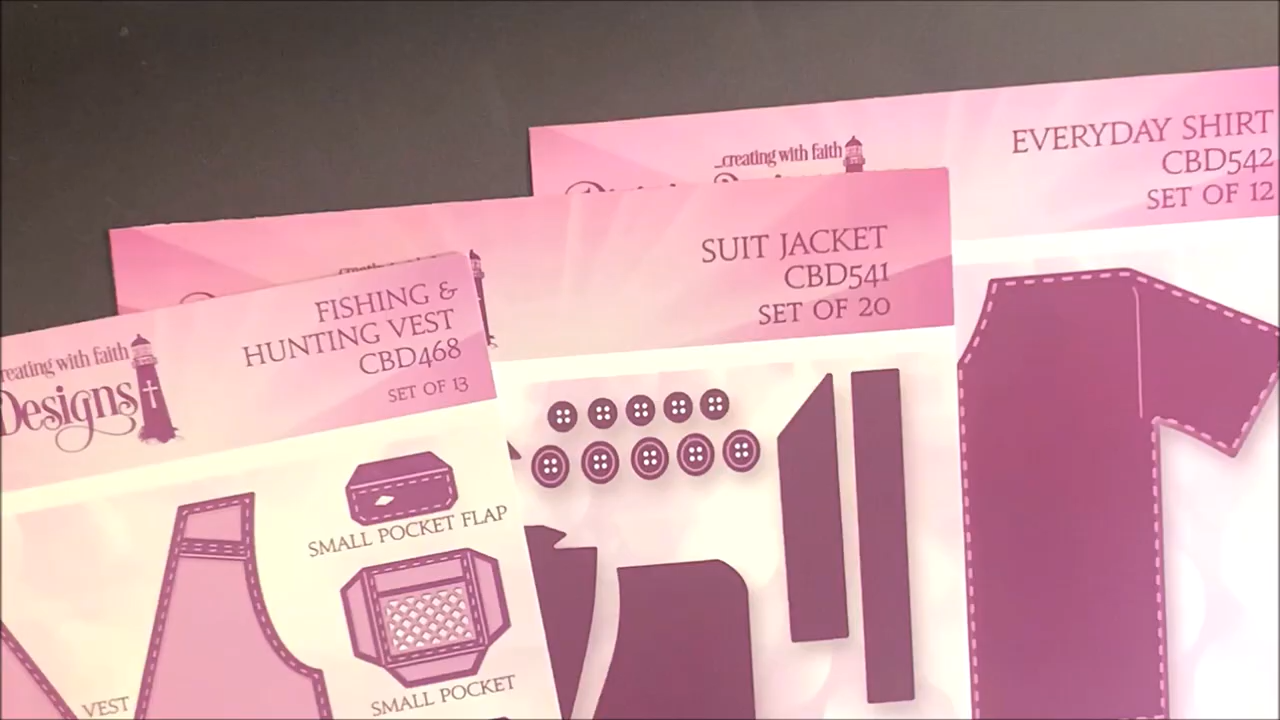 creating with faith
EVERYDAY SHIRT
CBD542
SET OF 12
SUIT JACKET
CBD541
SET OF 20
FISHING &
HUNTING VEST
CBD468
SET OF 13
reating with faith
Designs
SMALL POCKET FLAP
SMALL POCKET
VEST